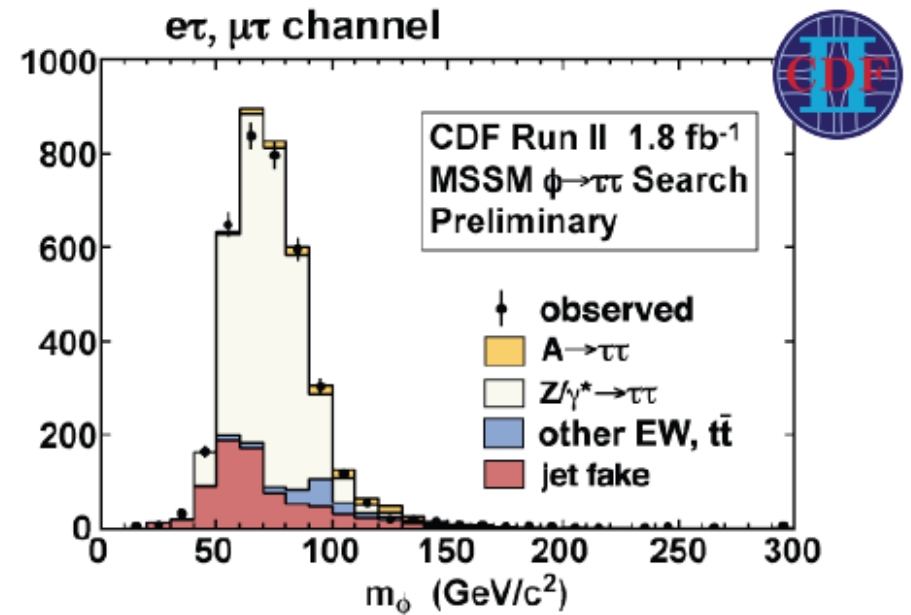 eτ, μτ channel
CDF
II
1000
800
600
400
200
0
CDF Run II 1.8 fb⁻¹
MSSM ϕ→ττ Search
Preliminary
observed
A→ττ
Z/γ*→ττ
other EW, tt̄
jet fake
0 50 100 150 200 250 300
m_ϕ (GeV/c²)